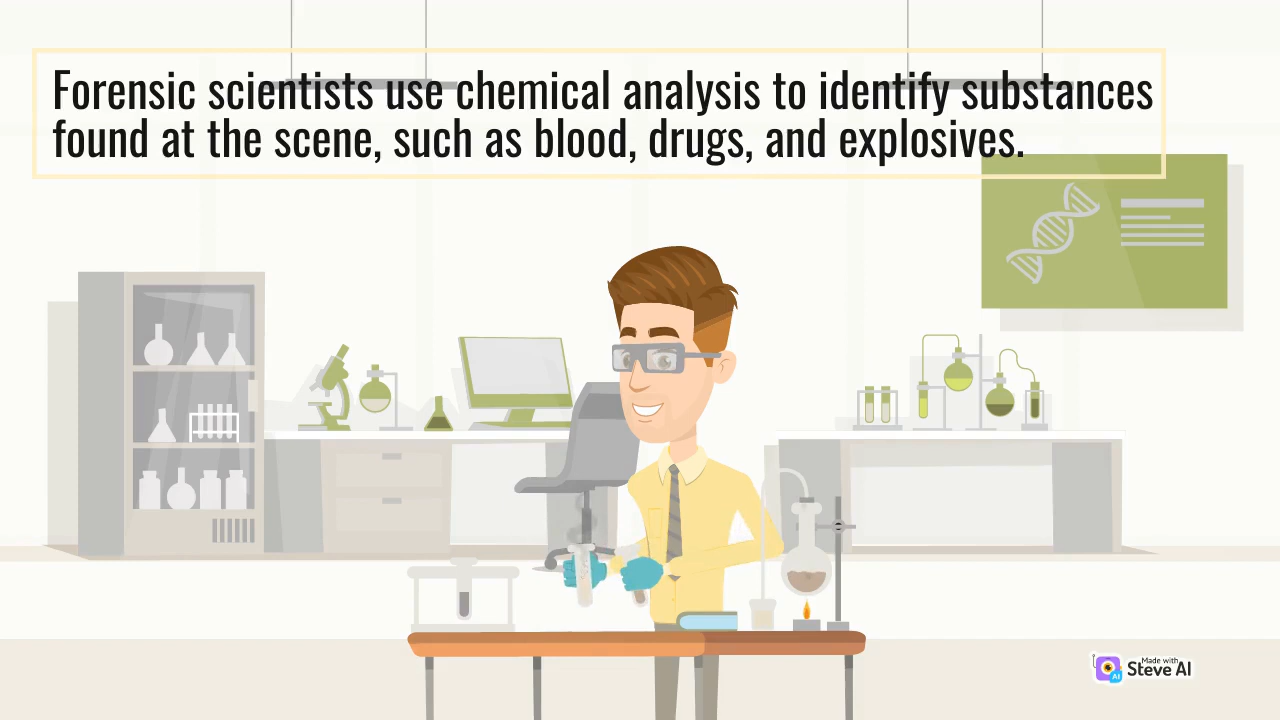 Forensic scientists use chemical analysis to identify substances
found at the scene, such as blood, drugs, and explosives.
Made with
Steve AI
AI